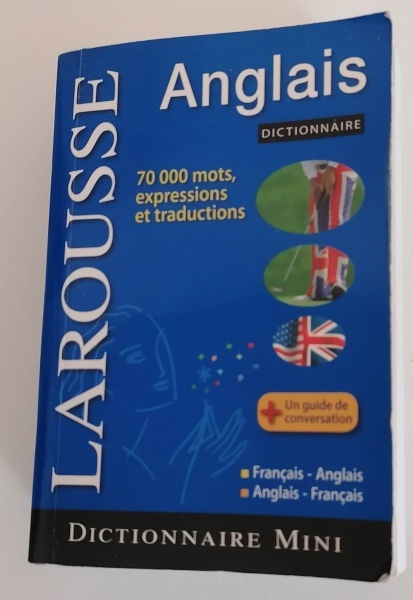 LAROUSSE
Anglais
DICTIONNAIRE
70 000 mots,
expressions
et traductions
+ Un guide de
conversation
Français - Anglais
Anglais - Français
DICTIONNAIRE MINI